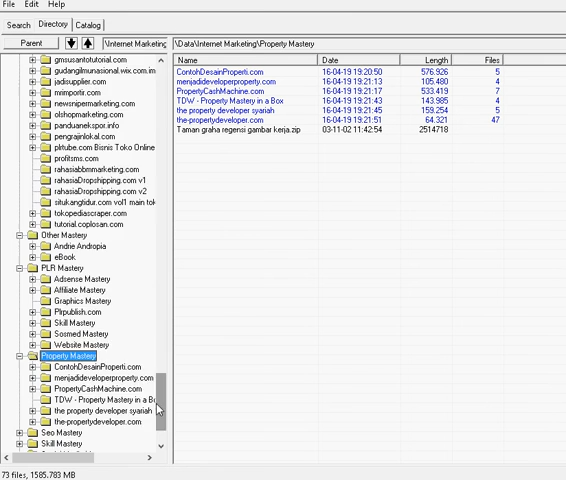 File Edit Help
Search Directory Catalog
Parent \Internet Marketing \Data\Internet Marketing\Property Mastery
Name Date Length Files
ContohDesainProperti.com 16-04-19 19:20:50 576.926 5
menjadideveloperproperty.com 16-04-19 19:21:13 105.480 4
PropertyCashMachine.com 16-04-19 19:21:17 533.419 7
TDW - Property Mastery in a Box 16-04-19 19:21:43 143.985 4
the property developer syariah 16-04-19 19:21:45 159.254 5
the-propertydeveloper.com 16-04-19 19:21:51 64.321 47
Taman graha regensi gambar kerja.zip 03-11-02 11:42:54 2514718
gmsusantotutorial.com
gudangilmunasional.wix.com.im
jadisupplier.com
mrimportir.com
newsnipermarketing.com
olshopmarketing.com
panduanekspor.info
pengrajinlokal.com
pktube.com Bisnis Toko Online
profitsms.com
rahasiabbmmarketing.com
rahasiaDropshipping.com v1
rahasiaDropshipping.com v2
situkangtidur.com vol1 main tok
tokopediascraper.com
tutorial.coplosan.com
Other Mastery
Andrie Andropia
eBook
PLR Mastery
Adsense Mastery
Affiliate Mastery
Graphics Mastery
Plrpublish.com
Skill Mastery
Sosmed Mastery
Website Mastery
Property Mastery
ContohDesainProperti.com
menjadideveloperproperty.com
PropertyCashMachine.com
TDW - Property Mastery in a Bo
the property developer syariah
the-propertydeveloper.com
Seo Mastery
Skill Mastery
73 files, 1585.783 MB